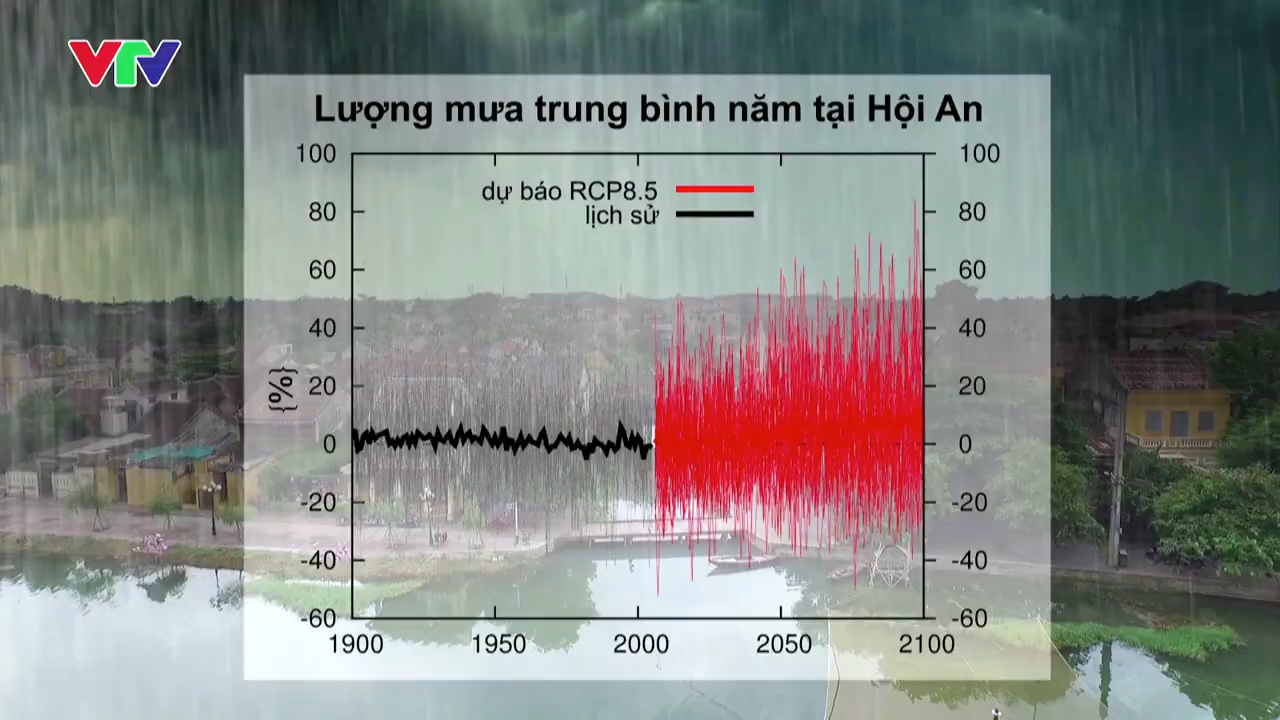 VTV
Lượng mưa trung bình năm tại Hội An
100 100
dự báo RCP8.5
80 80
lịch sử
60 60
40 40
{%}
20 20
0 0
-20 -20
-40 -40
-60 -60
1900 1950 2000 2050 2100